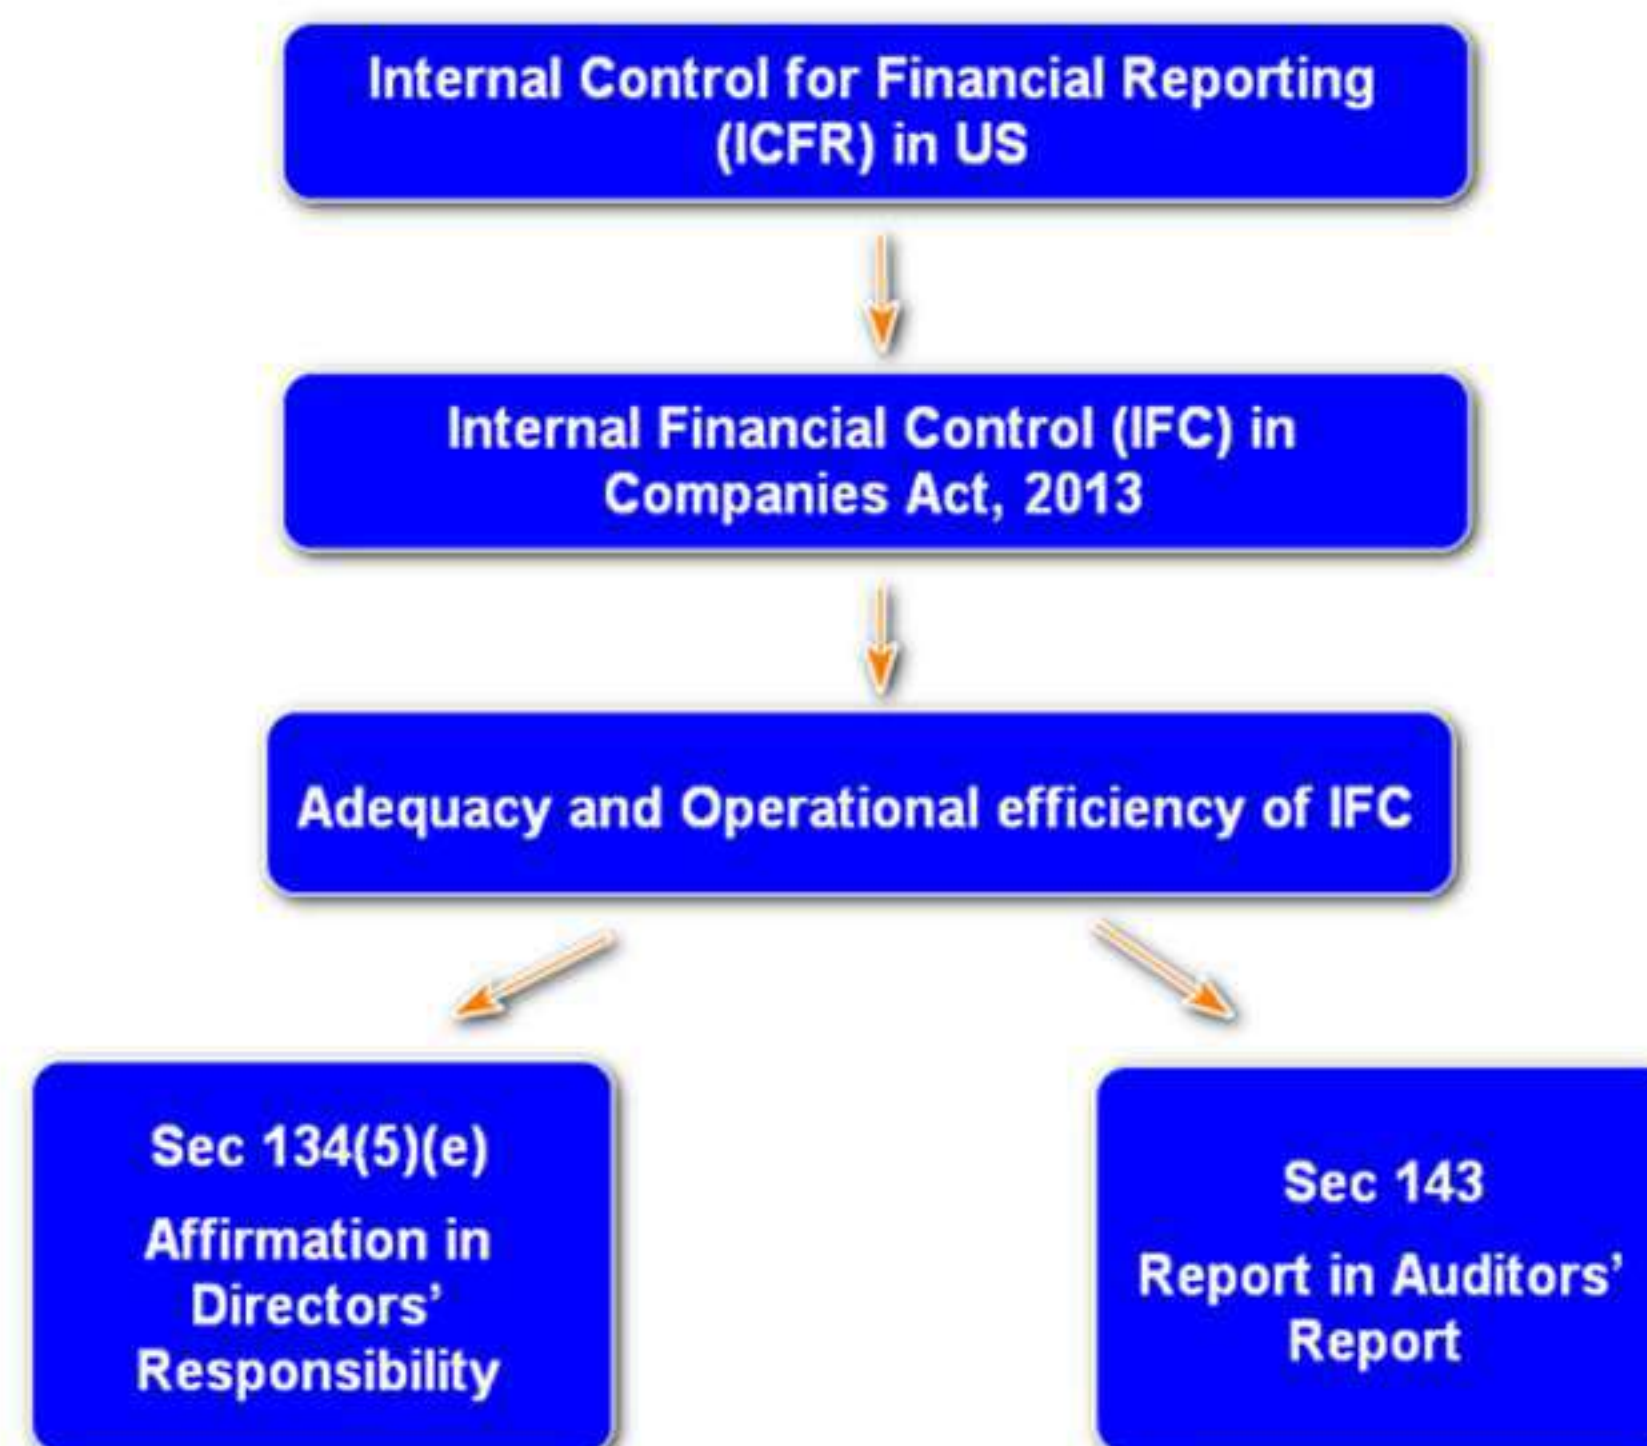 Internal Control for Financial Reporting
(ICFR) in US
Internal Financial Control (IFC) in
Companies Act, 2013
Adequacy and Operational efficiency of IFC
Sec 134(5)(e)
Affirmation in
Directors’
Responsibility
Sec 143
Report in Auditors’
Report